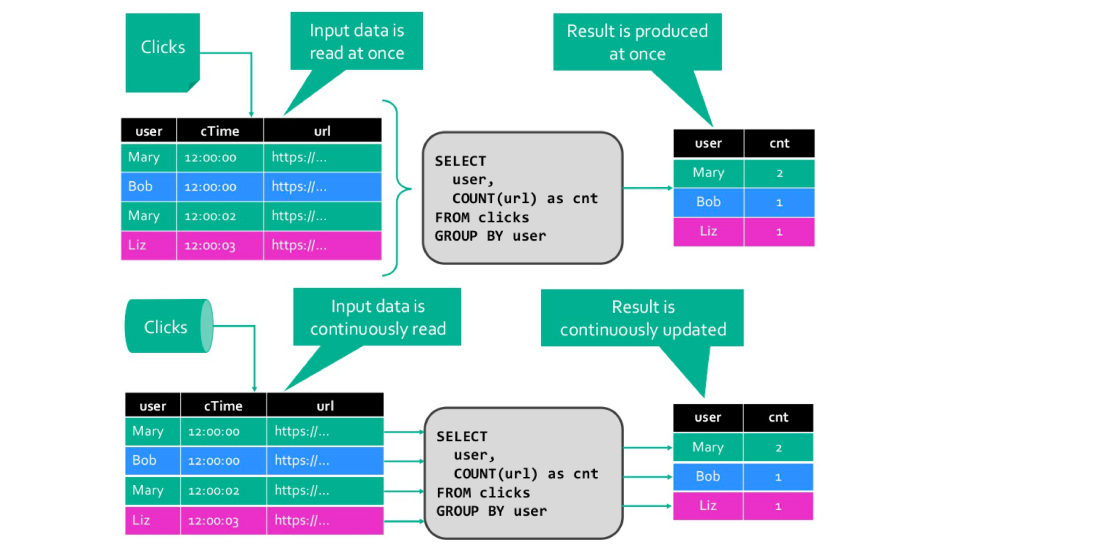 Clicks
Input data is
read at once
Result is produced
at once
user cTime url
Mary 12:00:00 https://...
Bob 12:00:00 https://...
Mary 12:00:02 https://...
Liz 12:00:03 https://...
SELECT
user,
COUNT(url) as cnt
FROM clicks
GROUP BY user
user cnt
Mary 2
Bob 1
Liz 1
Clicks
Input data is
continuously read
Result is
continuously updated
user cTime url
Mary 12:00:00 https://...
Bob 12:00:00 https://...
Mary 12:00:02 https://...
Liz 12:00:03 https://...
SELECT
user,
COUNT(url) as cnt
FROM clicks
GROUP BY user
user cnt
Mary 2
Bob 1
Liz 1